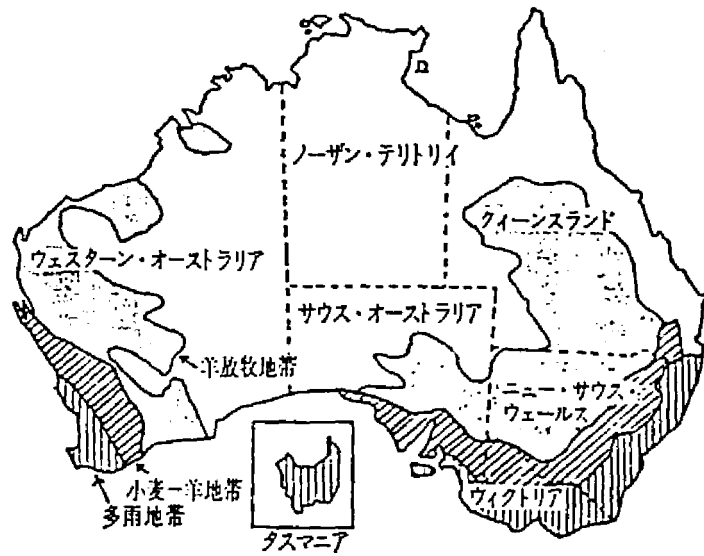 ノーザン・テリトリイ
クィーンスランド
ウェスターン・オーストラリア
サウス・オーストラリア
羊放牧地帯
ニュー・サウス・
ウェールス
小麦ー羊地帯
多雨地帯
ヴィクトリア
タスマニア